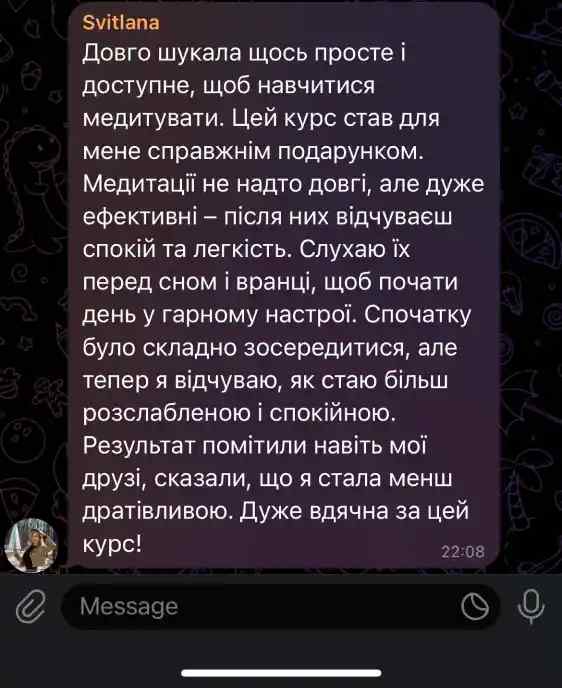 Svitlana
Довго шукала щось просте і
доступне, щоб навчитися
медитувати. Цей курс став для
мене справжнім подарунком.
Медитації не надто довгі, але дуже
ефективні – після них відчуваєш
спокій та легкість. Слухаю їх
перед сном і вранці, щоб почати
день у гарному настрої. Спочатку
було складно зосередитися, але
тепер я відчуваю, як стаю більш
розслабленою і спокійною.
Результат помітили навіть мої
друзі, сказали, що я стала менш
дратівливою. Дуже вдячна за цей
курс!
22:08
Message